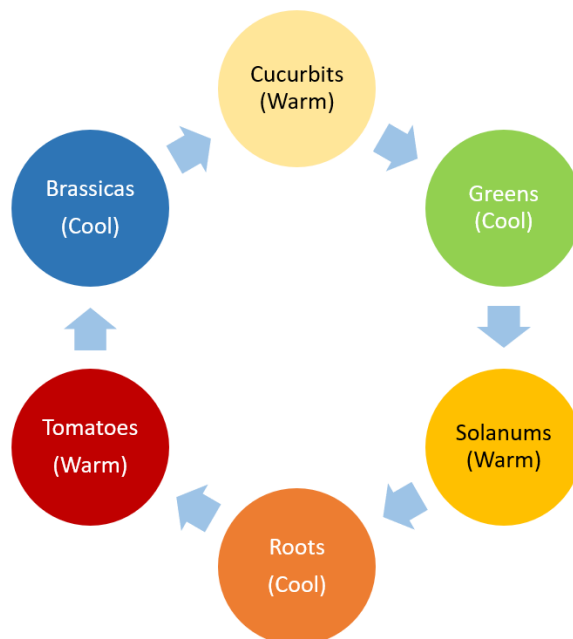 Cucurbits
(Warm)
Greens
(Cool)
Solanums
(Warm)
Roots
(Cool)
Tomatoes
(Warm)
Brassicas
(Cool)